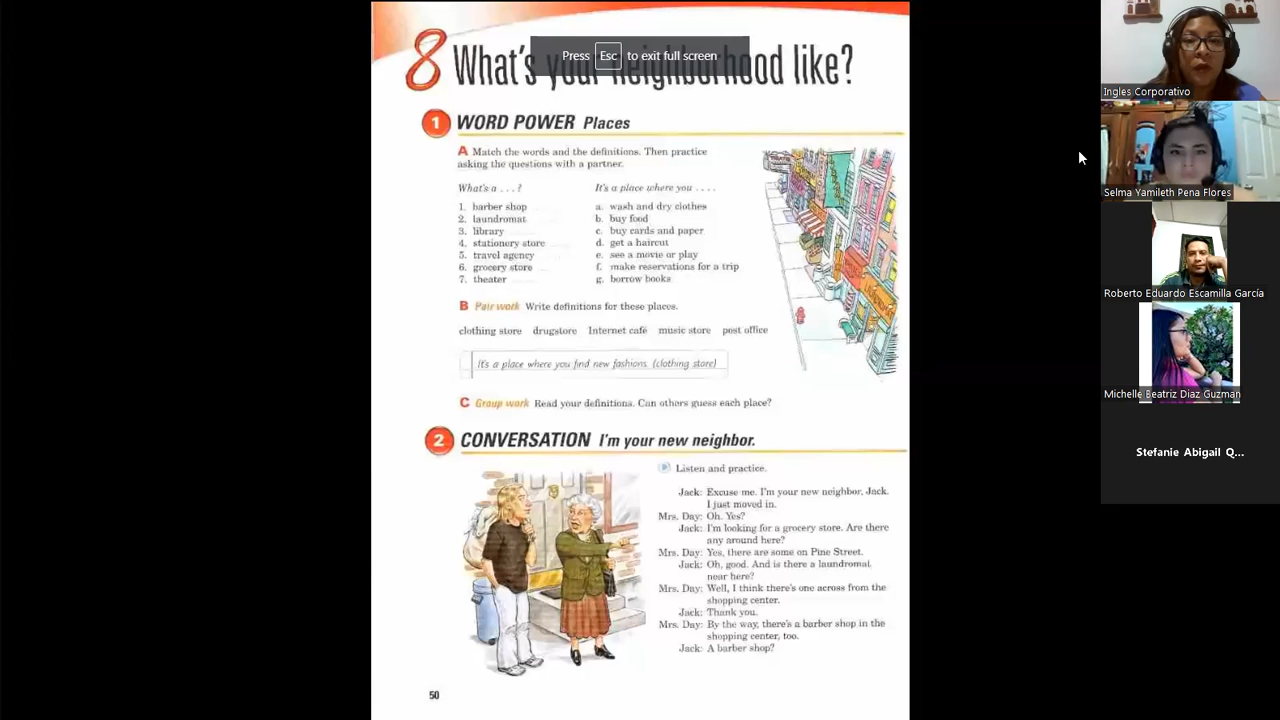 8 What's your neighborhood like?
Press Esc to exit full screen
1 WORD POWER Places
A Match the words and the definitions. Then practice
asking the questions with a partner.
What's a . . . ?
It's a place where you . . . .
1. barber shop
2. laundromat
3. library
4. stationery store
5. travel agency
6. grocery store
7. theater
a. wash and dry clothes
b. buy food
c. buy cards and paper
d. get a haircut
e. see a movie or play
f. make reservations for a trip
g. borrow books
B Pair work Write definitions for these places.
clothing store drugstore Internet café music store post office
It's a place where you find new fashions. (clothing store)
C Group work Read your definitions. Can others guess each place?
2 CONVERSATION I'm your new neighbor.
Listen and practice.
Jack: Excuse me. I'm your new neighbor, Jack.
I just moved in.
Mrs. Day: Oh. Yes?
Jack: I'm looking for a grocery store. Are there
any around here?
Mrs. Day: Yes, there are some on Pine Street.
Jack: Oh, good. And is there a laundromat
near here?
Mrs. Day: Well, I think there's one across from the
shopping center.
Jack: Thank you.
Mrs. Day: By the way, there's a barber shop in the
shopping center, too.
Jack: A barber shop?
50
Ingles Corporativo
Selma Yamileth Pena Flores
Roberto Eduardo Escamilla García
Michelle Beatriz Diaz Guzman
Stefanie Abigail Q...